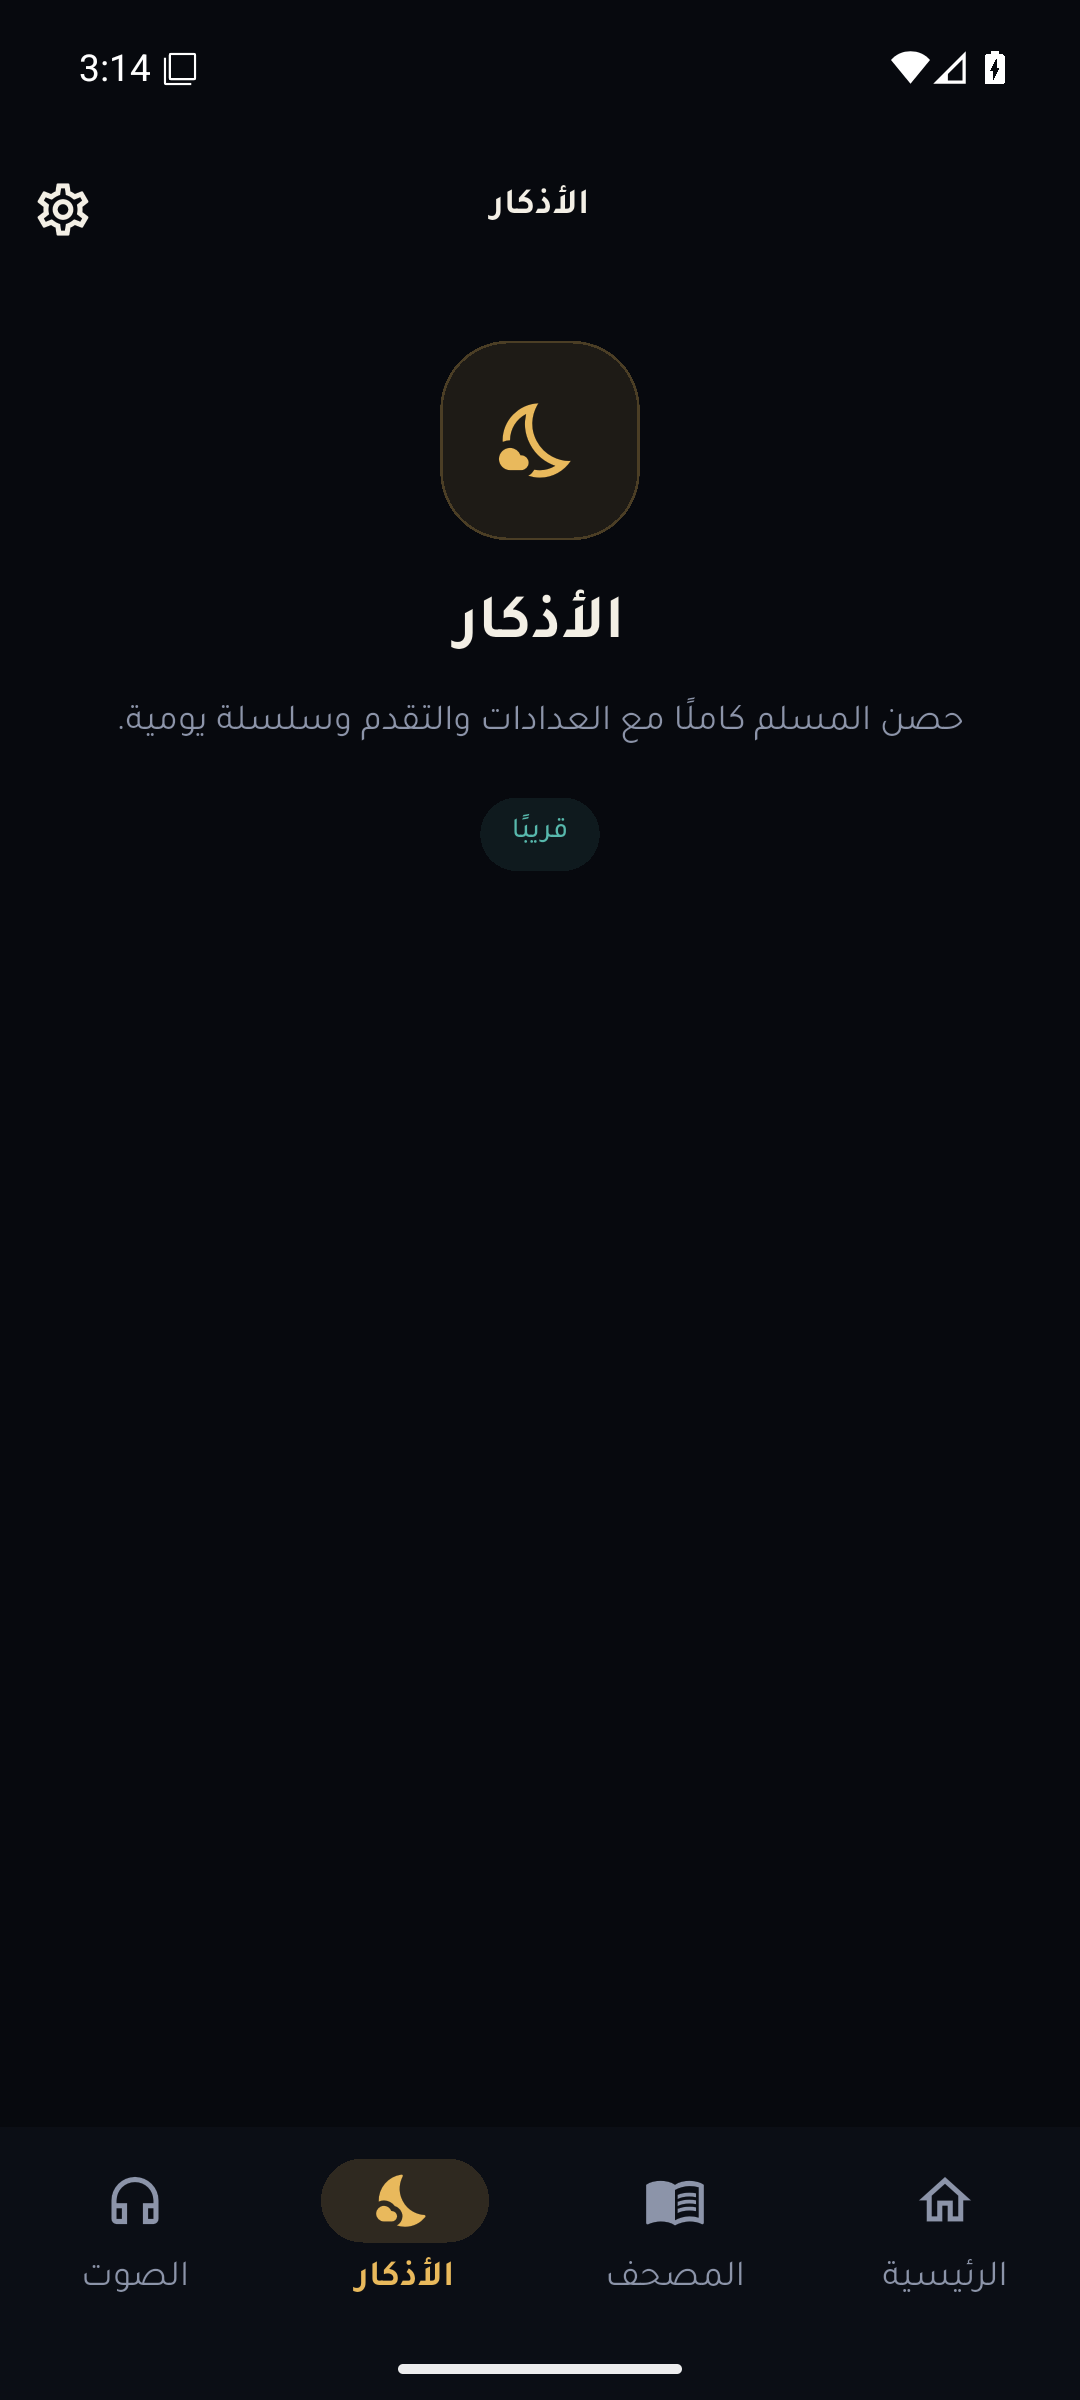 3:14
الأذكار
الأذكار
حصن المسلم كاملًا مع العدادات والتقدم وسلسلة يومية.
قريبًا
الرئيسية
المصحف
الأذكار
الصوت